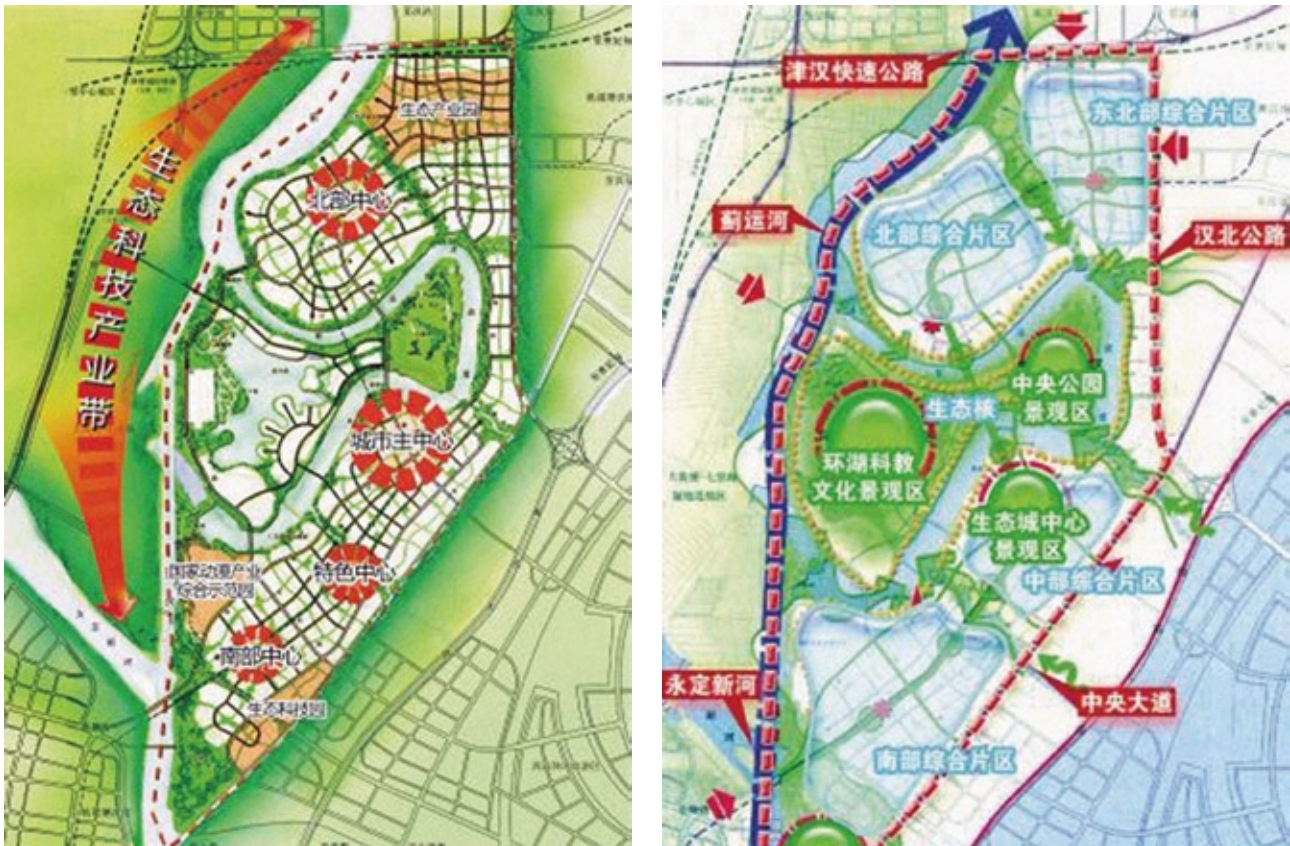 生态科技产业带
生态产业园
北部中心
城市主中心
特色中心
国家动漫产业
综合示范园
南部中心
生态科技园
津汉快速公路
东北部综合片区
蓟运河
北部综合片区
汉北公路
中央公园
景观区
生态核
环湖科教
文化景观区
生态城中心
景观区
中部综合片区
永定新河
中央大道
南部综合片区